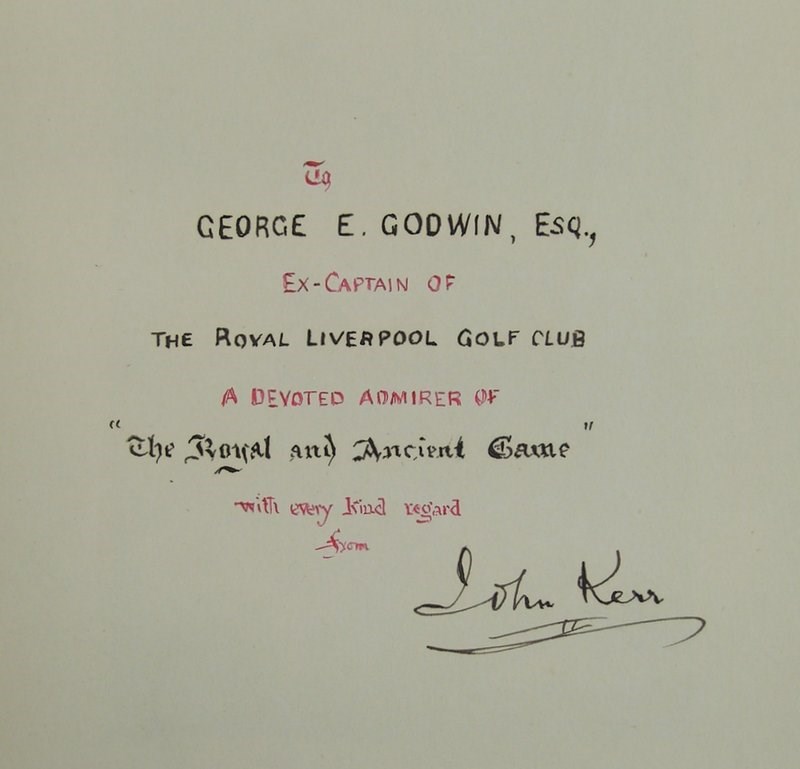 To
GEORGE E. GODWIN, ESQ.,
EX-CAPTAIN OF
THE ROYAL LIVERPOOL GOLF CLUB
A DEVOTED ADMIRER OF
"The Royal and Ancient Game"
with every kind regard
from
John Kerr